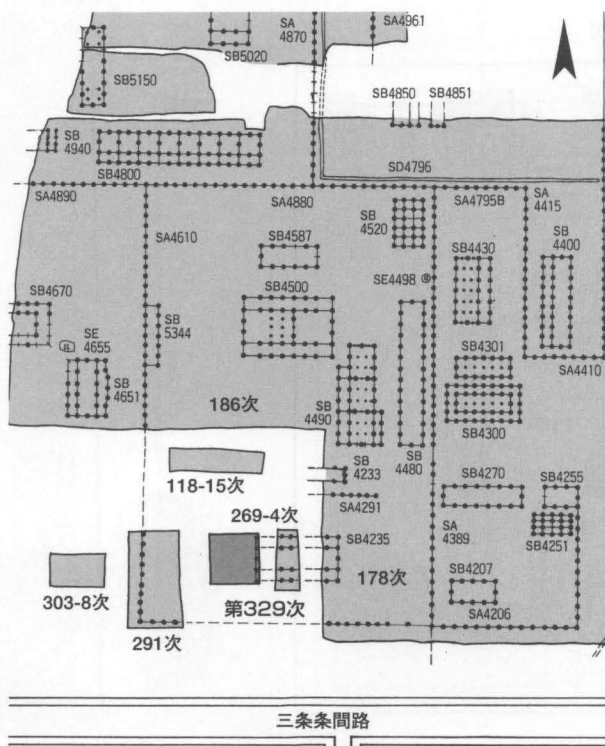 SA
4870
SA4961
SB5020
SB5150
SB4850
SB4851
SB
4940
SB4800
SD4796
SA4890
SA4880
SA4795B
SA
4415
SA4610
SB
4520
SB4587
SB4430
SB
4400
SE4498
SB4670
SB4500
SB
5344
SE
4655
SB4301
SA4410
SB
4651
186次
SB
4490
SB4300
SB
4480
SB
4233
118-15次
SB4270
SB4255
SA4291
269-4次
SA
4389
SB4251
SB4235
178次
SB4207
303-8次
第329次
SA4206
291次
三条条間路